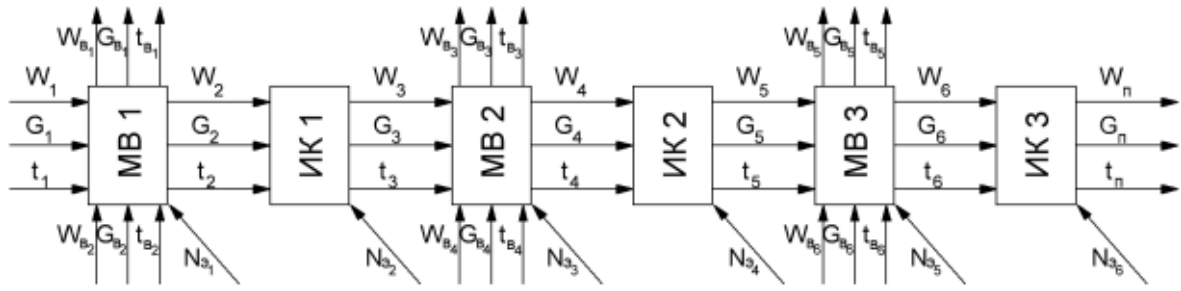 W_В1 G_В1 t_В1 W_В3 G_В3 t_В3 W_В5 G_В5 t_В5
W_1 W_2 W_3 W_4 W_5 W_6 W_п
G_1 G_2 G_3 G_4 G_5 G_6 G_п
t_1 t_2 t_3 t_4 t_5 t_6 t_п
МВ 1 ИК 1 МВ 2 ИК 2 МВ 3 ИК 3
W_В2 G_В2 t_В2 W_В4 G_В4 t_В4 W_В6 G_В6 t_В6
N_Э1 N_Э2 N_Э3 N_Э4 N_Э5 N_Э6